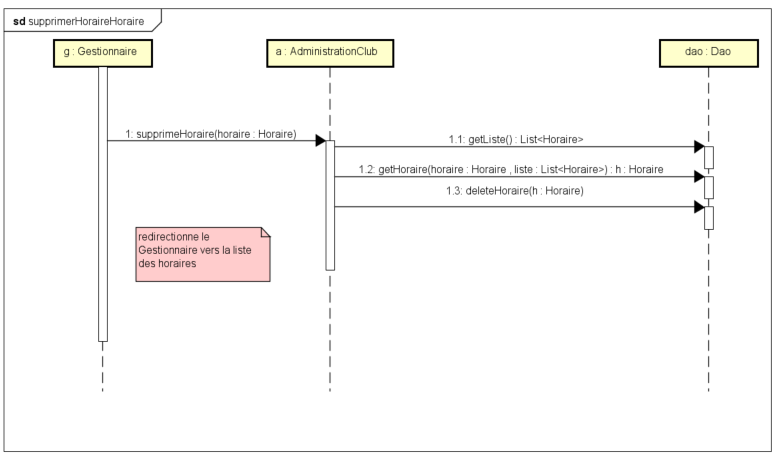 sd supprimerHoraireHoraire
g : Gestionnaire
a : AdministrationClub
dao : Dao
1: supprimeHoraire(horaire : Horaire)
1.1: getListe() : List<Horaire>
1.2: getHoraire(horaire : Horaire , liste : List<Horaire>) : h : Horaire
1.3: deleteHoraire(h : Horaire)
redirectionne le
Gestionnaire vers la liste
des horaires